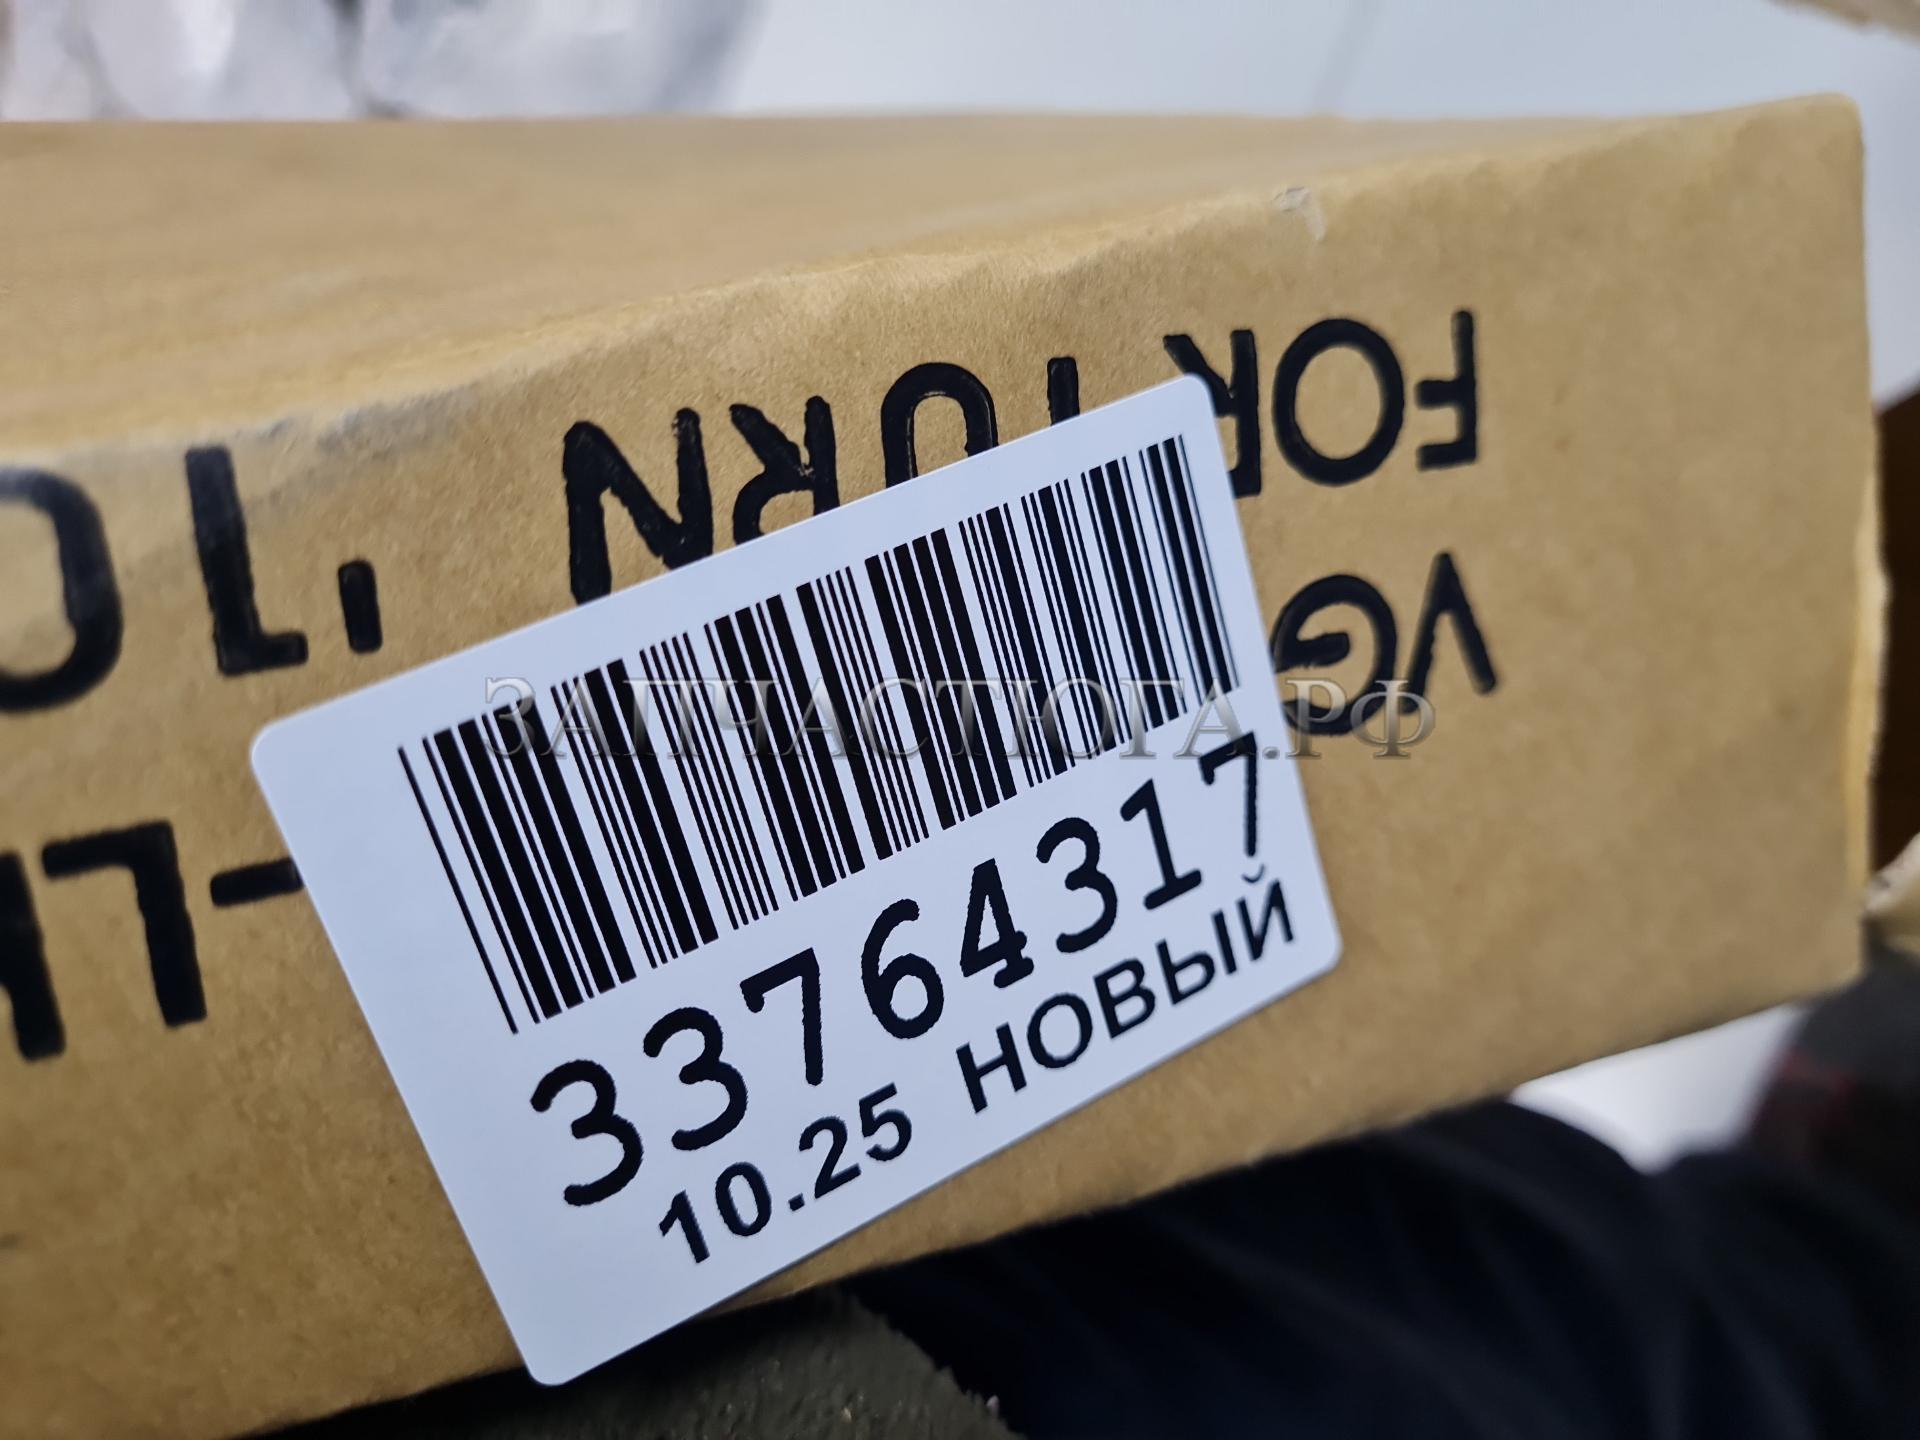 FOR TURN
VG
ЗАПЧАСТЮГА.РФ
33764317
10.25 НОВЫЙ